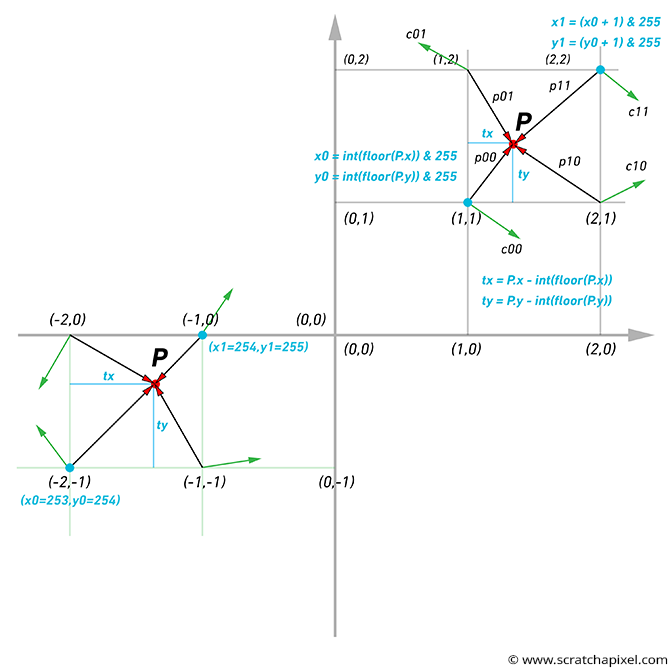 x1 = (x0 + 1) & 255
y1 = (y0 + 1) & 255
c01
(0,2)
(1,2)
(2,2)
p01
p11
c11
P
tx
x0 = int(floor(P.x)) & 255
y0 = int(floor(P.y)) & 255
p00
p10
c10
ty
(0,1)
(1,1)
(2,1)
c00
tx = P.x - int(floor(P.x))
ty = P.y - int(floor(P.y))
(-2,0)
(-1,0)
(0,0)
(x1=254,y1=255)
(0,0)
(1,0)
(2,0)
P
tx
ty
(-2,-1)
(-1,-1)
(0,-1)
(x0=253,y0=254)
© www.scratchapixel.com